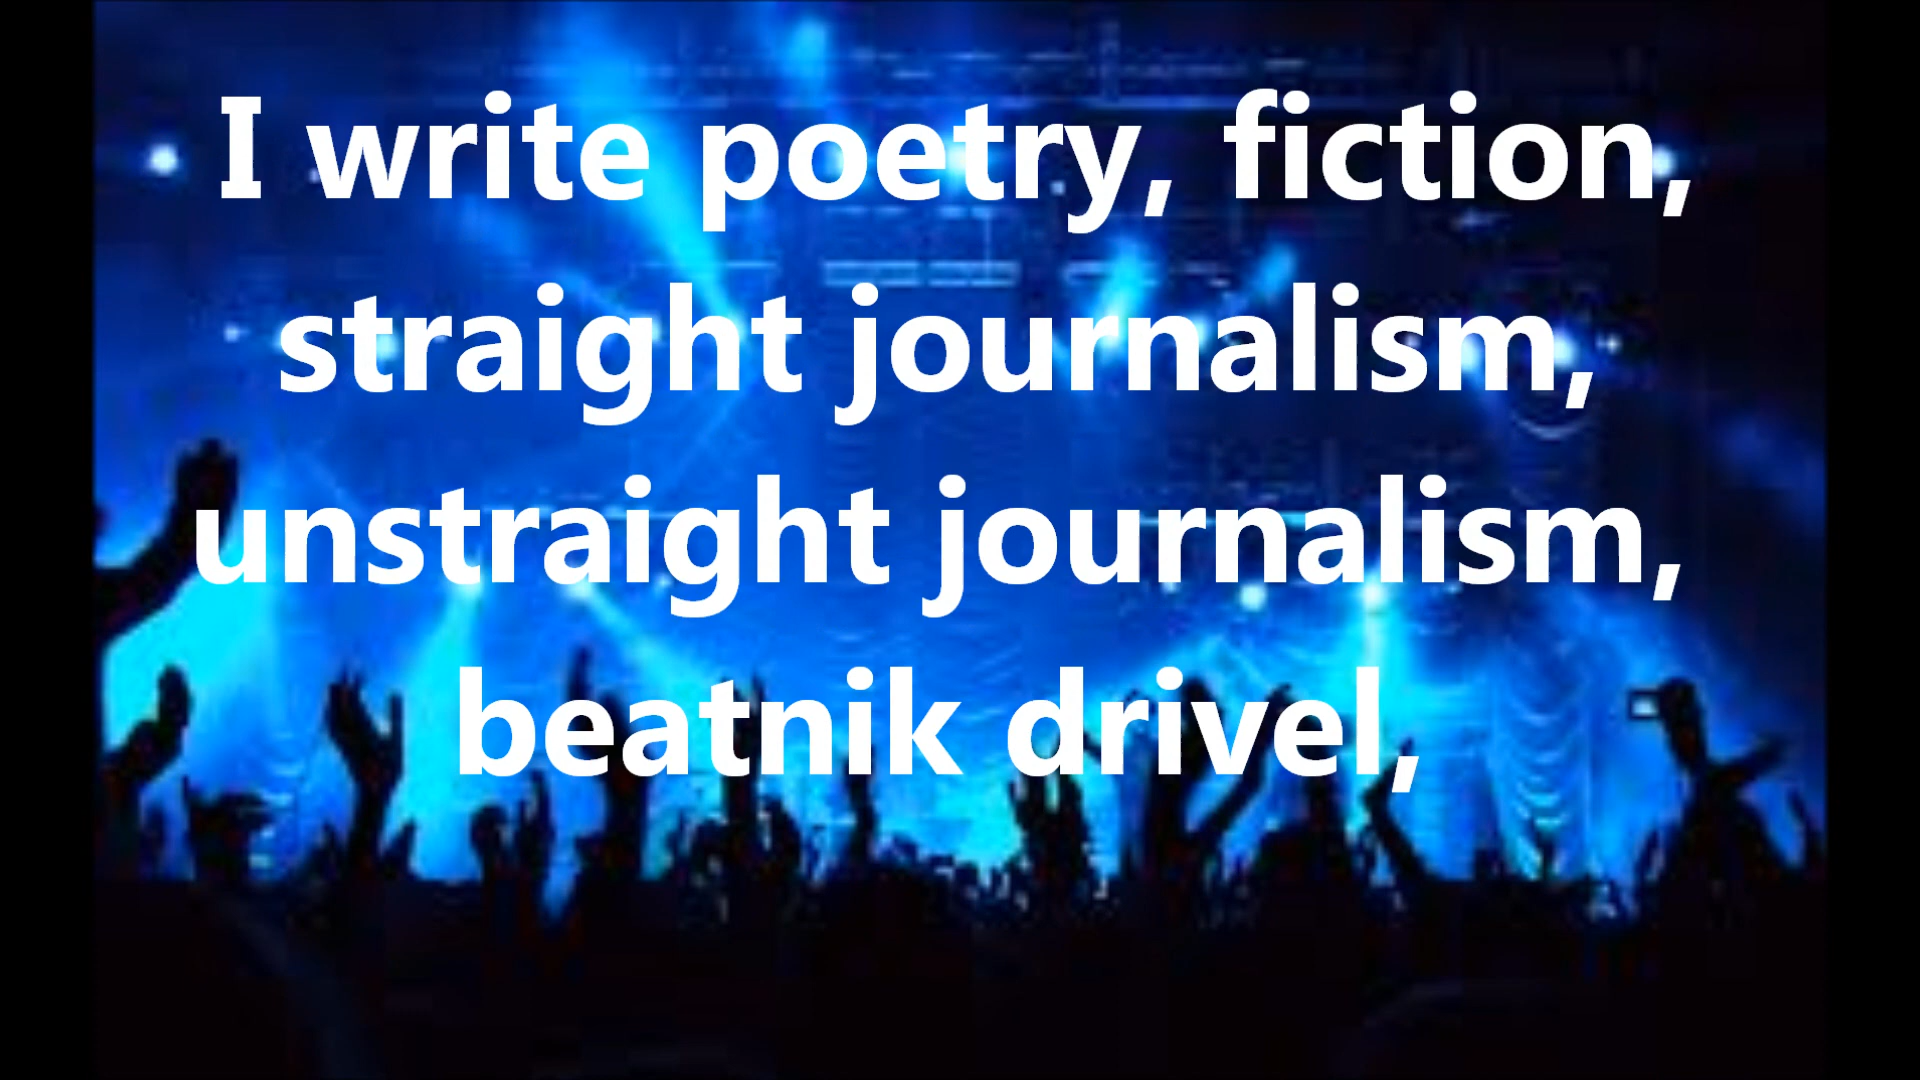 I write poetry, fiction,
straight journalism,
unstraight journalism,
beatnik drivel,